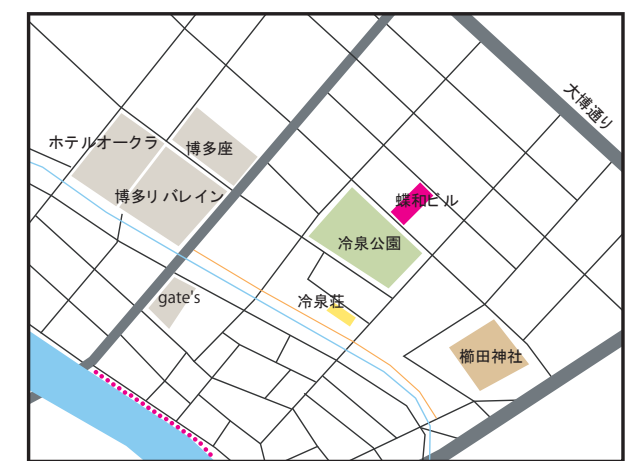 大博通り
ホテルオークラ
博多座
博多リバレイン
蝶和ビル
冷泉公園
gate's
冷泉荘
櫛田神社